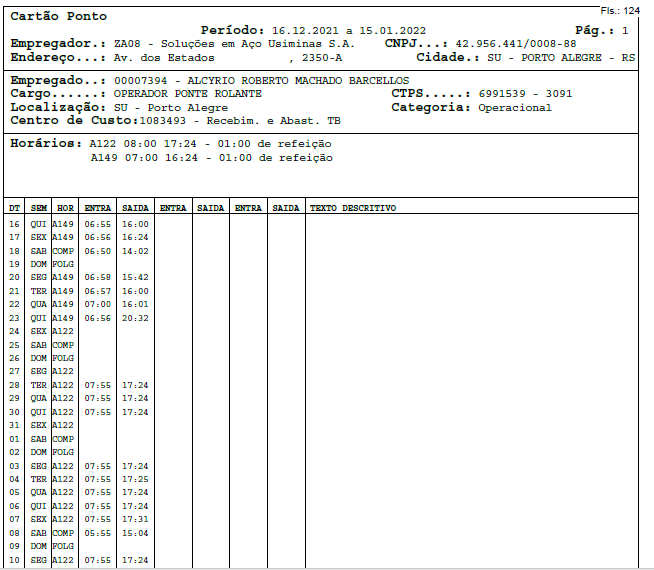 Fls.: 124
Cartão Ponto
Período: 16.12.2021 a 15.01.2022 Pág.: 1
Empregador.: ZA08 - Soluções em Aço Usiminas S.A. CNPJ...: 42.956.441/0008-88
Endereço...: Av. dos Estados , 2350-A Cidade.: SU - PORTO ALEGRE - RS
Empregado..: 00007394 - ALCYRIO ROBERTO MACHADO BARCELLOS
Cargo......: OPERADOR PONTE ROLANTE CTPS.....: 6991539 - 3091
Localização: SU - Porto Alegre Categoria: Operacional
Centro de Custo:1083493 - Recebim. e Abast. TB
Horários: A122 08:00 17:24 - 01:00 de refeição
A149 07:00 16:24 - 01:00 de refeição
DT SEM HOR ENTRA SAIDA ENTRA SAIDA ENTRA SAIDA TEXTO DESCRITIVO
16 QUI A149 06:55 16:00
17 SEX A149 06:56 16:24
18 SAB COMP 06:50 14:02
19 DOM FOLG
20 SEG A149 06:58 15:42
21 TER A149 06:57 16:00
22 QUA A149 07:00 16:01
23 QUI A149 06:56 20:32
24 SEX A122
25 SAB COMP
26 DOM FOLG
27 SEG A122
28 TER A122 07:55 17:24
29 QUA A122 07:55 17:24
30 QUI A122 07:55 17:24
31 SEX A122
01 SAB COMP
02 DOM FOLG
03 SEG A122 07:55 17:24
04 TER A122 07:55 17:25
05 QUA A122 07:55 17:24
06 QUI A122 07:55 17:24
07 SEX A122 07:55 17:31
08 SAB COMP 05:55 15:04
09 DOM FOLG
10 SEG A122 07:55 17:24